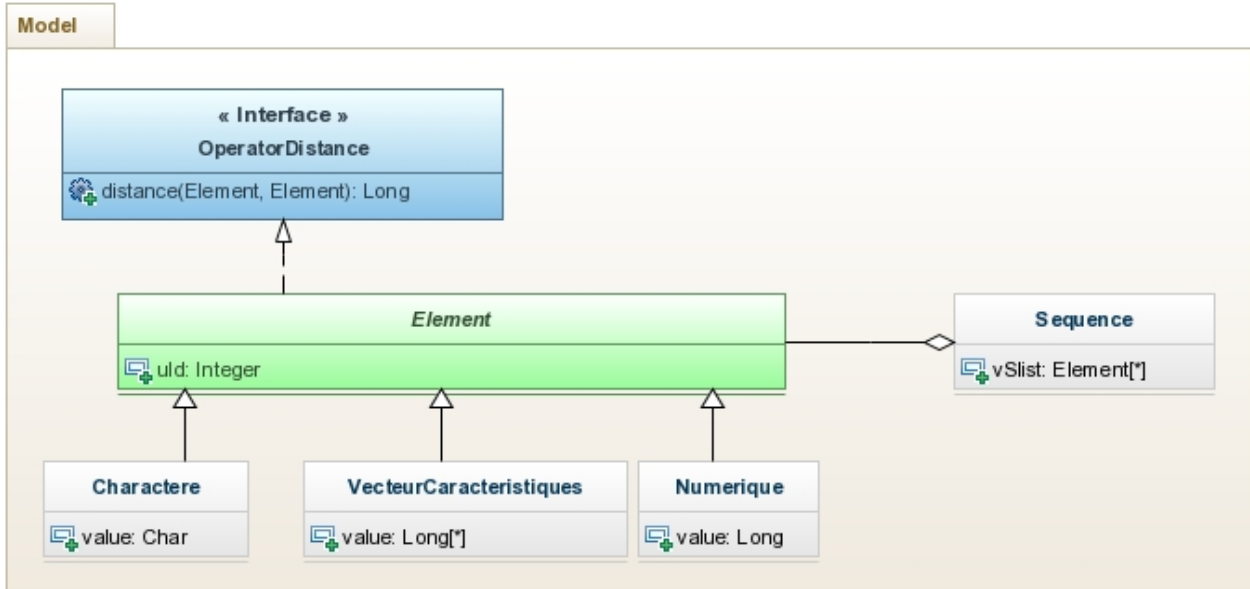 Model
« Interface »
OperatorDistance
distance(Element, Element): Long
Element
uId: Integer
Sequence
vSlist: Element[*]
Charactere
value: Char
VecteurCaracteristiques
value: Long[*]
Numerique
value: Long